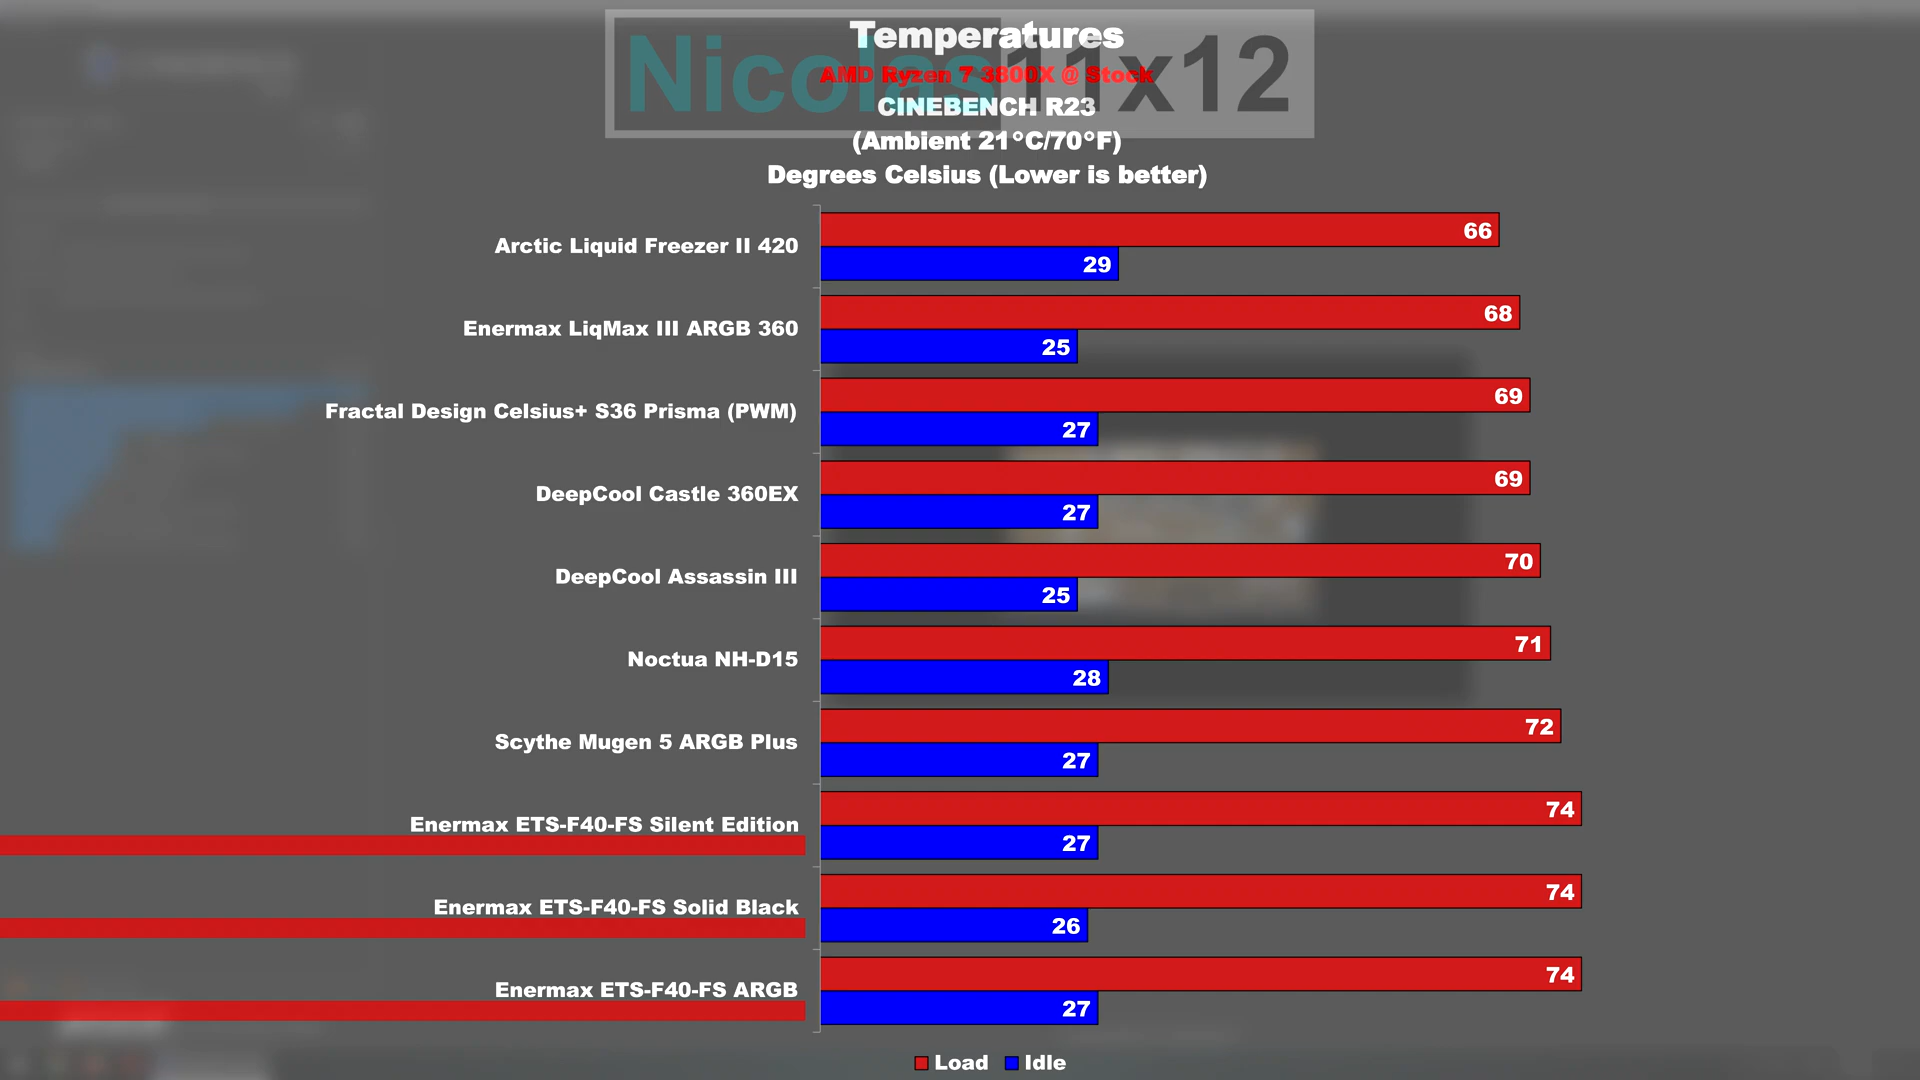 Temperatures
Nicolas11x12
AMD Ryzen 7 3800X @ Stock
CINEBENCH R23
(Ambient 21°C/70°F)
Degrees Celsius (Lower is better)
Arctic Liquid Freezer II 420
66
29
Enermax LiqMax III ARGB 360
68
25
Fractal Design Celsius+ S36 Prisma (PWM)
69
27
DeepCool Castle 360EX
69
27
DeepCool Assassin III
70
25
Noctua NH-D15
71
28
Scythe Mugen 5 ARGB Plus
72
27
Enermax ETS-F40-FS Silent Edition
74
27
Enermax ETS-F40-FS Solid Black
74
26
Enermax ETS-F40-FS ARGB
74
27
Load Idle